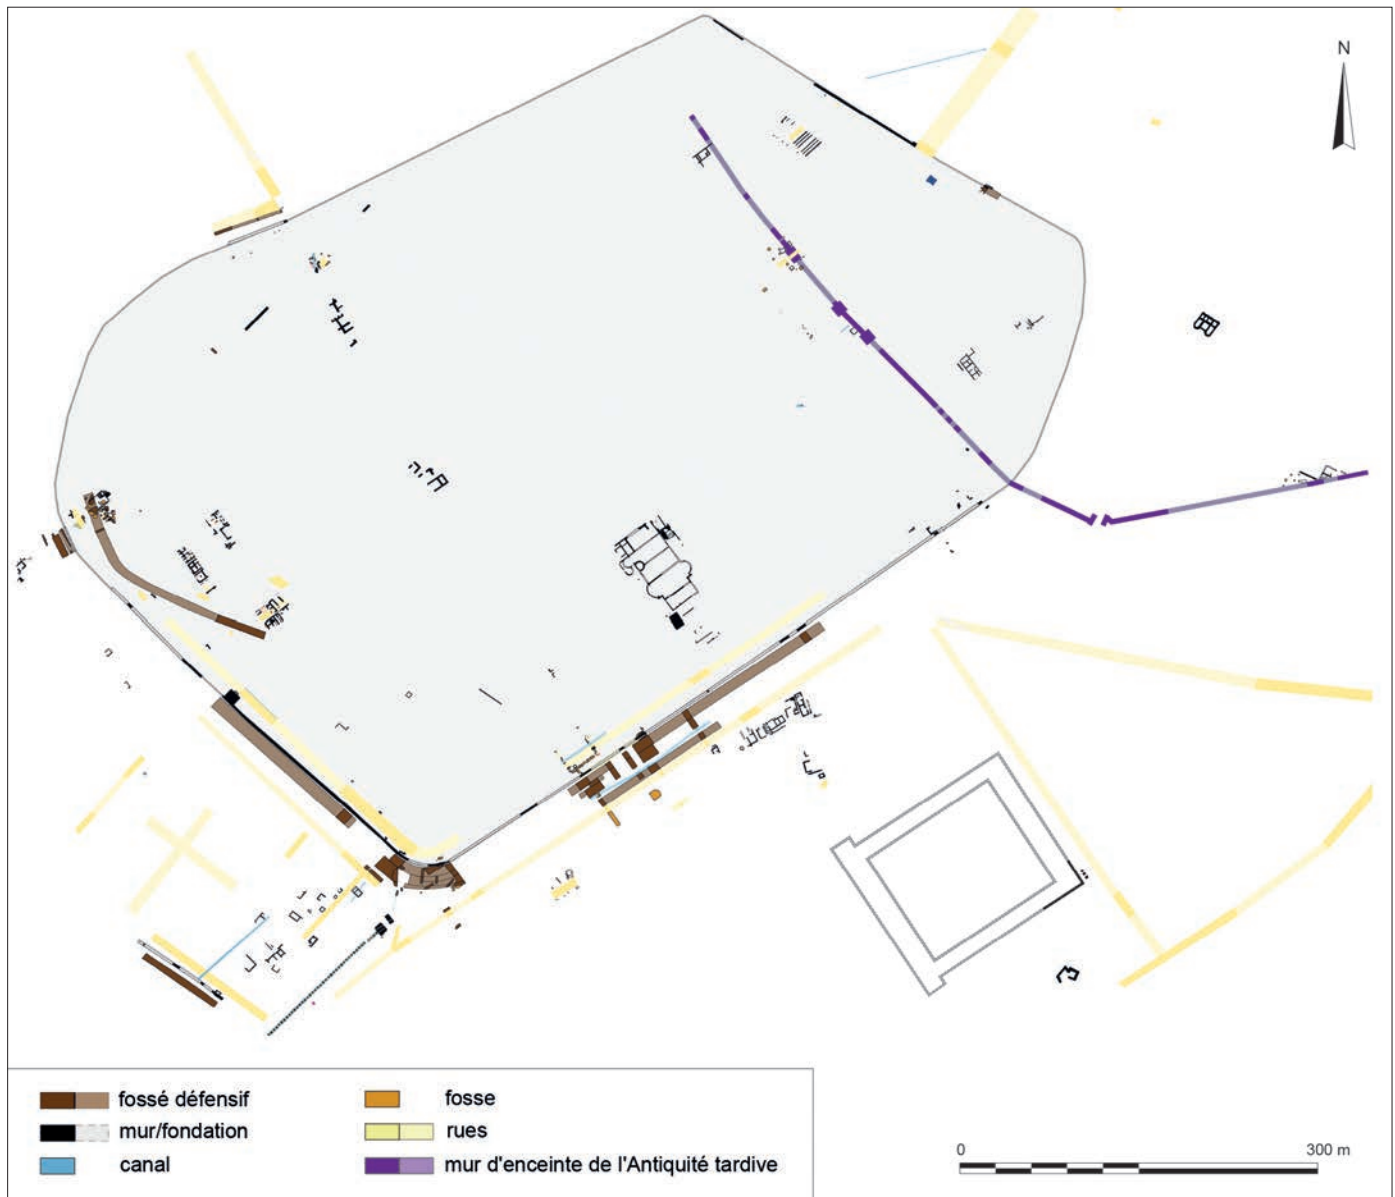 N
fossé défensif
mur/fondation
canal
fosse
rues
mur d'enceinte de l'Antiquité tardive
0 300 m